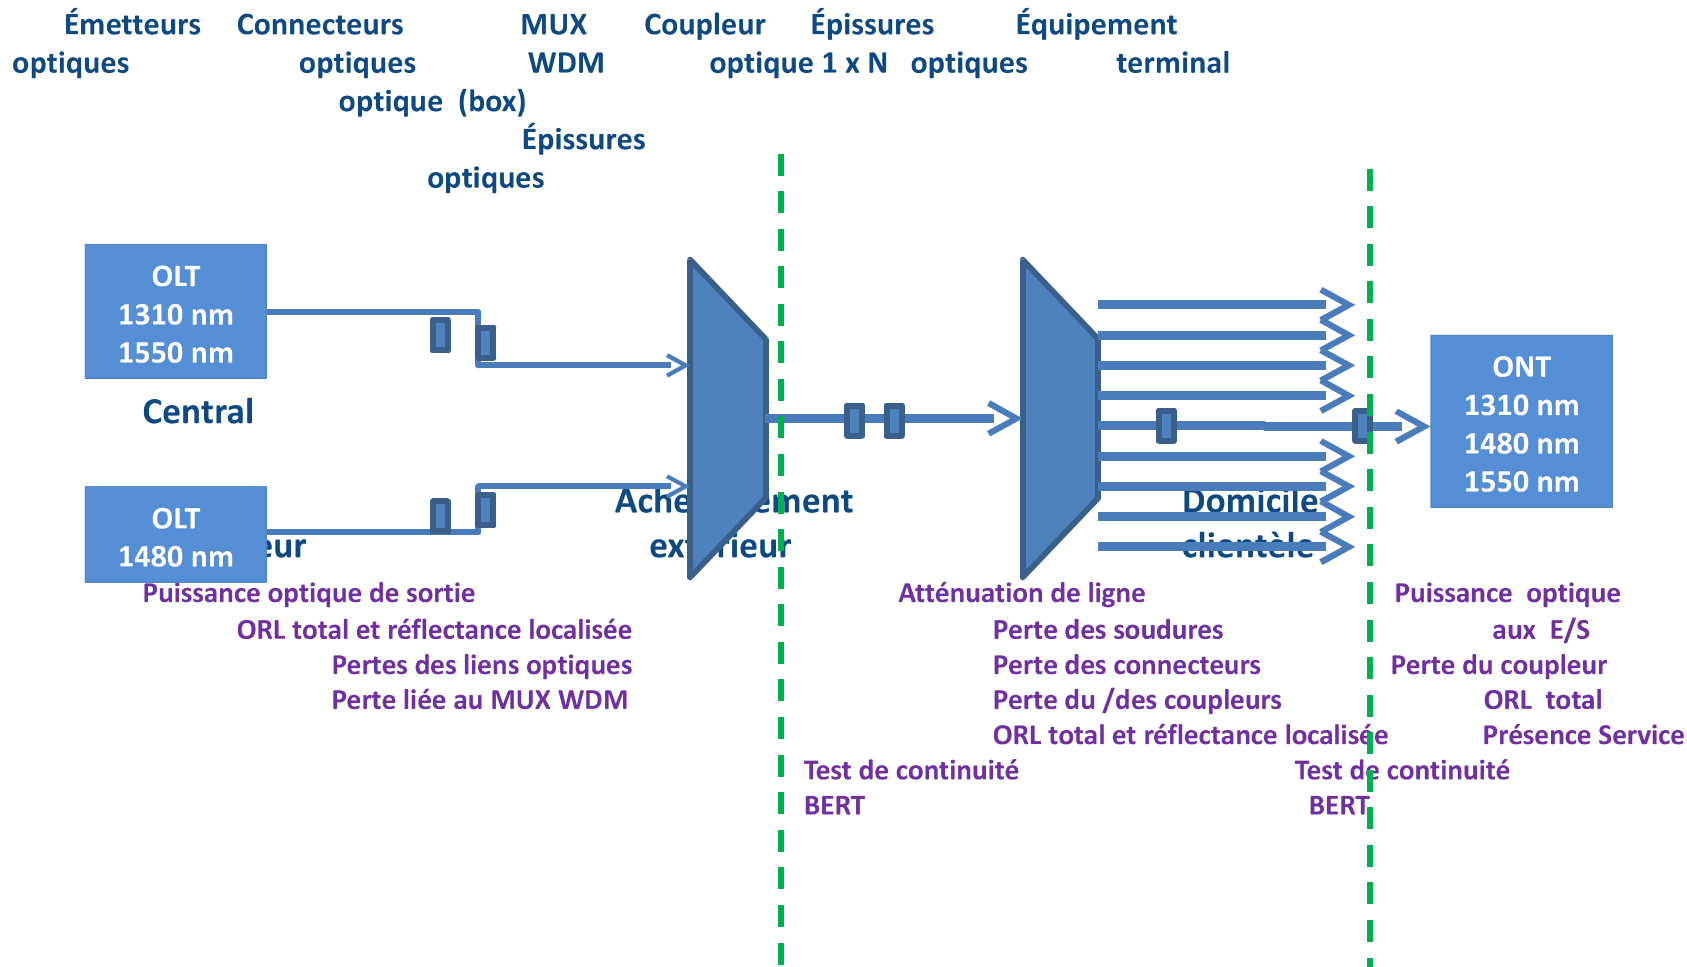 Émetteurs Connecteurs MUX Coupleur Épissures Équipement
optiques optiques WDM optique 1 x N optiques terminal
optique (box)
Épissures
optiques
OLT
1310 nm
1550 nm
Central
OLT
1480 nm
ONT
1310 nm
1480 nm
1550 nm
Domicile
extérieur
clientèle
Puissance optique de sortie
ORL total et réflectance localisée
Pertes des liens optiques
Perte liée au MUX WDM
Atténuation de ligne
Perte des soudures
Perte des connecteurs
Perte du /des coupleurs
ORL total et réflectance localisée
Test de continuité
BERT
Puissance optique
aux E/S
Perte du coupleur
ORL total
Présence Service
Test de continuité
BERT